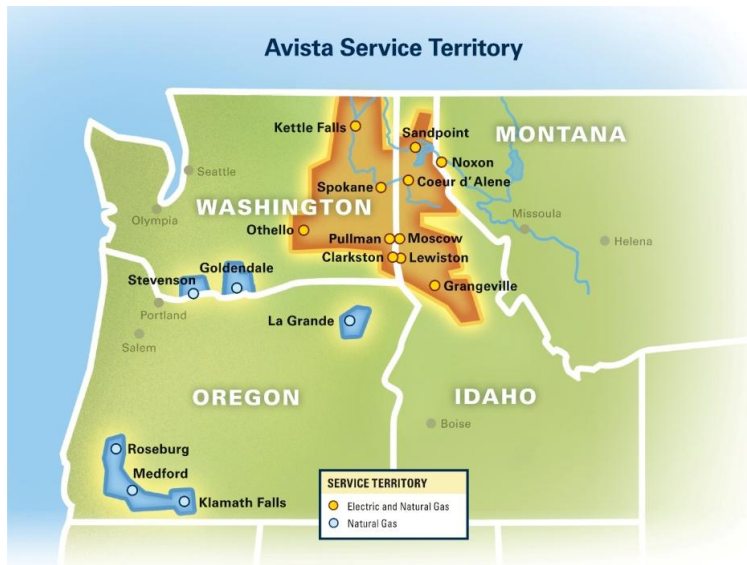 Avista Service Territory
Kettle Falls
Sandpoint
MONTANA
Noxon
Seattle
Spokane
Coeur d'Alene
WASHINGTON
Olympia
Missoula
Othello
Pullman
Moscow
Helena
Clarkston
Lewiston
Goldendale
Stevenson
Grangeville
Portland
La Grande
Salem
OREGON
IDAHO
Boise
Roseburg
Medford
Klamath Falls
SERVICE TERRITORY
Electric and Natural Gas
Natural Gas